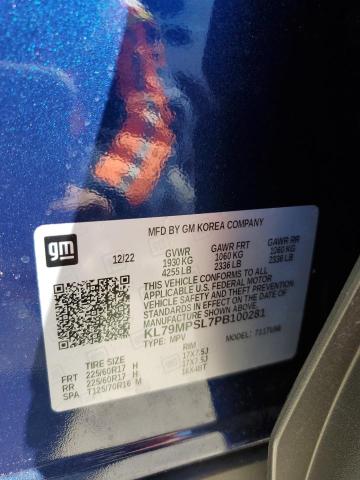 gm
MFD BY GM KOREA COMPANY
12/22 GVWR GAWR FRT GAWR RR
1930 KG 1060 KG 1060 KG
4255 LB 2336 LB 2336 LB
THIS VEHICLE CONFORMS TO ALL
APPLICABLE U.S. FEDERAL MOTOR
VEHICLE SAFETY, BUMPER, AND THEFT
PREVENTION STANDARDS IN EFFECT ON
THE DATE OF MANUFACTURE SHOWN ABOVE.
KL79MPSL7PB100281
TYPE: MPV MODEL:
TIRE SIZE RIM
FRT 225/60R17 H 17X7.5J
RR 225/60R17 H 17X7.5J
SPA T125/70R16 M 16X4BT